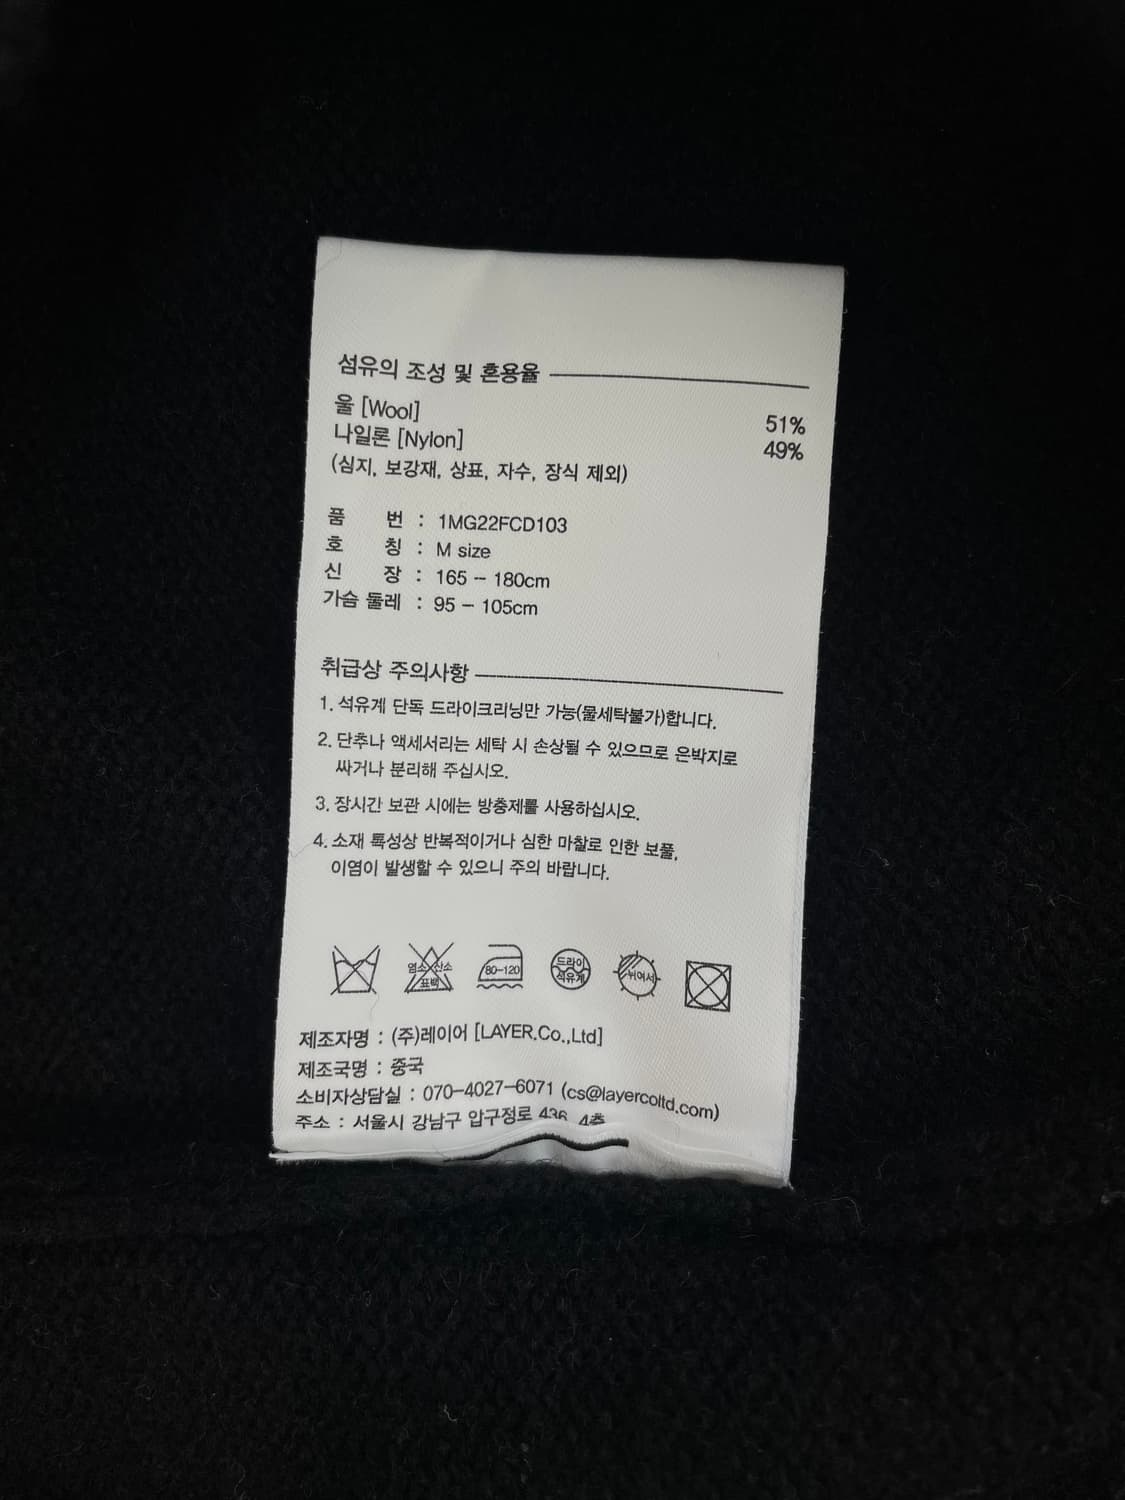 섬유의 조성 및 혼용율
울 [Wool] 51%
나일론 [Nylon] 49%
(심지, 보강재, 상표, 자수, 장식 제외)
품 번 : 1MG22FCD103
호 칭 : M size
신 장 : 165 - 180cm
가슴 둘레 : 95 - 105cm
취급상 주의사항
1. 석유계 단독 드라이크리닝만 가능(물세탁불가)합니다.
2. 단추나 액세서리는 세탁 시 손상될 수 있으므로 은박지로
싸거나 분리해 주십시오.
3. 장시간 보관 시에는 방충제를 사용하십시오.
4. 소재 특성상 반복적이거나 심한 마찰로 인한 보풀,
이염이 발생할 수 있으니 주의 바랍니다.
염소 산소
표백
80-120
드라이
석유계
뉘어서
제조자명 : (주)레이어 [LAYER.Co.,Ltd]
제조국명 : 중국
소비자상담실 : 070-4027-6071 (cs@layercoltd.com)
주소 : 서울시 강남구 압구정로 436, 4층